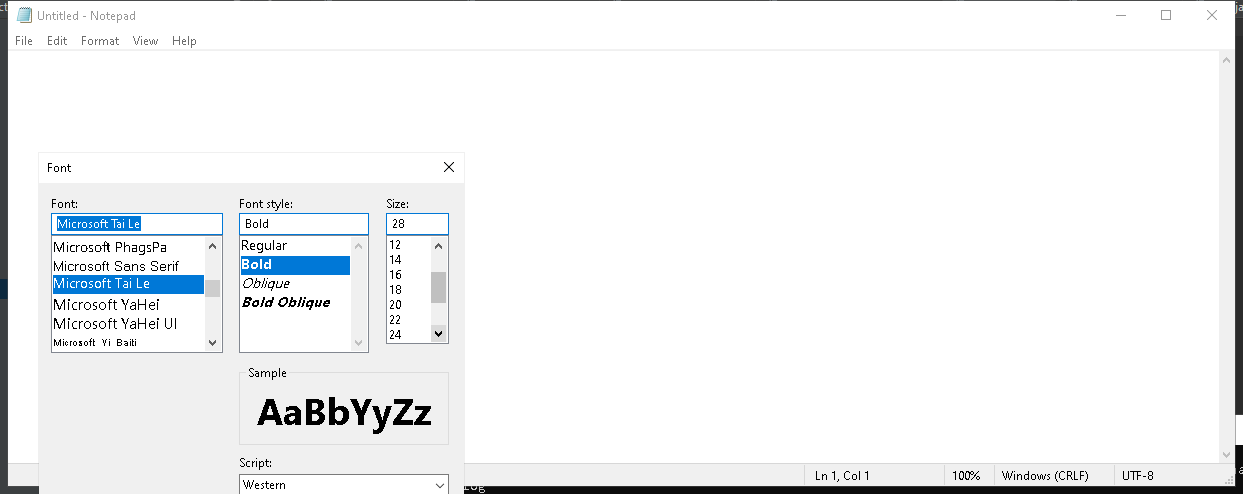 Untitled - Notepad
File Edit Format View Help
Font
Font: Font style: Size:
Microsoft Tai Le Bold 28
Microsoft PhagsPa Regular 12
Microsoft Sans Serif Bold 14
Microsoft Tai Le Oblique 16
Microsoft YaHei Bold Oblique 18
Microsoft YaHei UI 20
Microsoft Yi Baiti 22
24
Sample
AaBbYyZz
Script:
Western
Ln 1, Col 1 100% Windows (CRLF) UTF-8